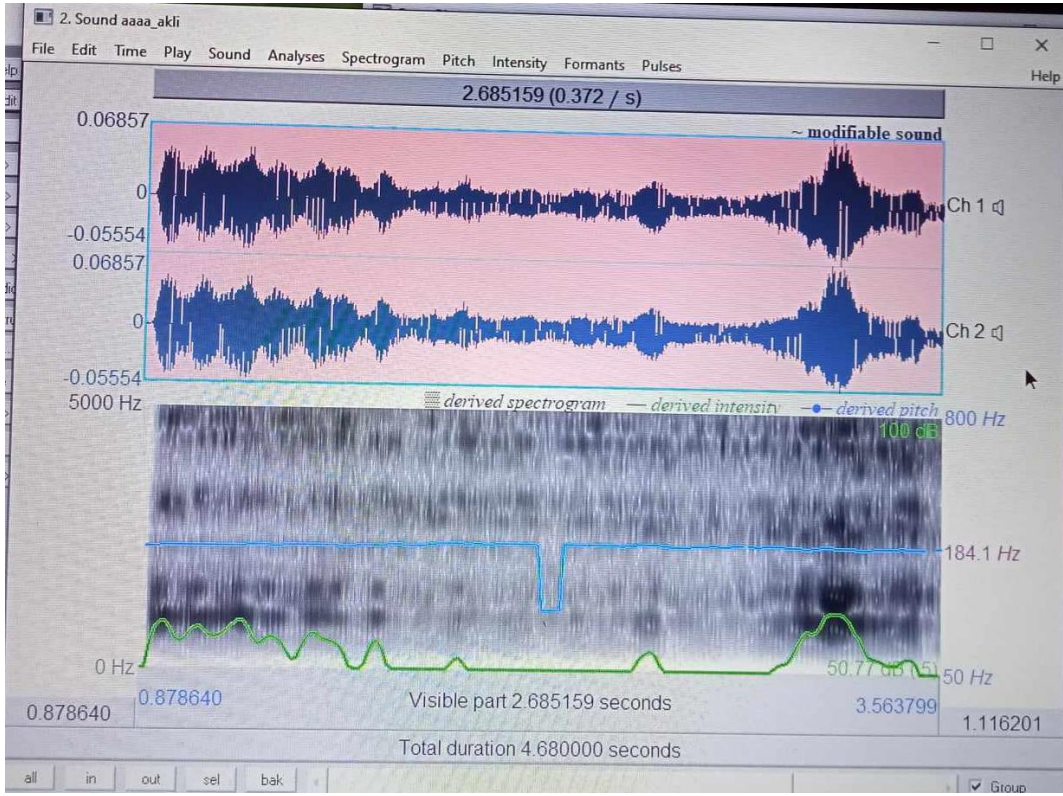 2. Sound aaaa_akli
File Edit Time Play Sound Analyses Spectrogram Pitch Intensity Formants Pulses
Help
2.685159 (0.372 / s)
0.06857
~ modifiable sound
0
Ch 1
-0.05554
0.06857
0
Ch 2
-0.05554
5000 Hz
derived spectrogram — derived intensity derived pitch
800 Hz
100 dB
184.1 Hz
0 Hz
50 Hz
0.878640
Visible part 2.685159 seconds
3.563799
0.878640
1.116201
Total duration 4.680000 seconds
all in out sel bak
Group